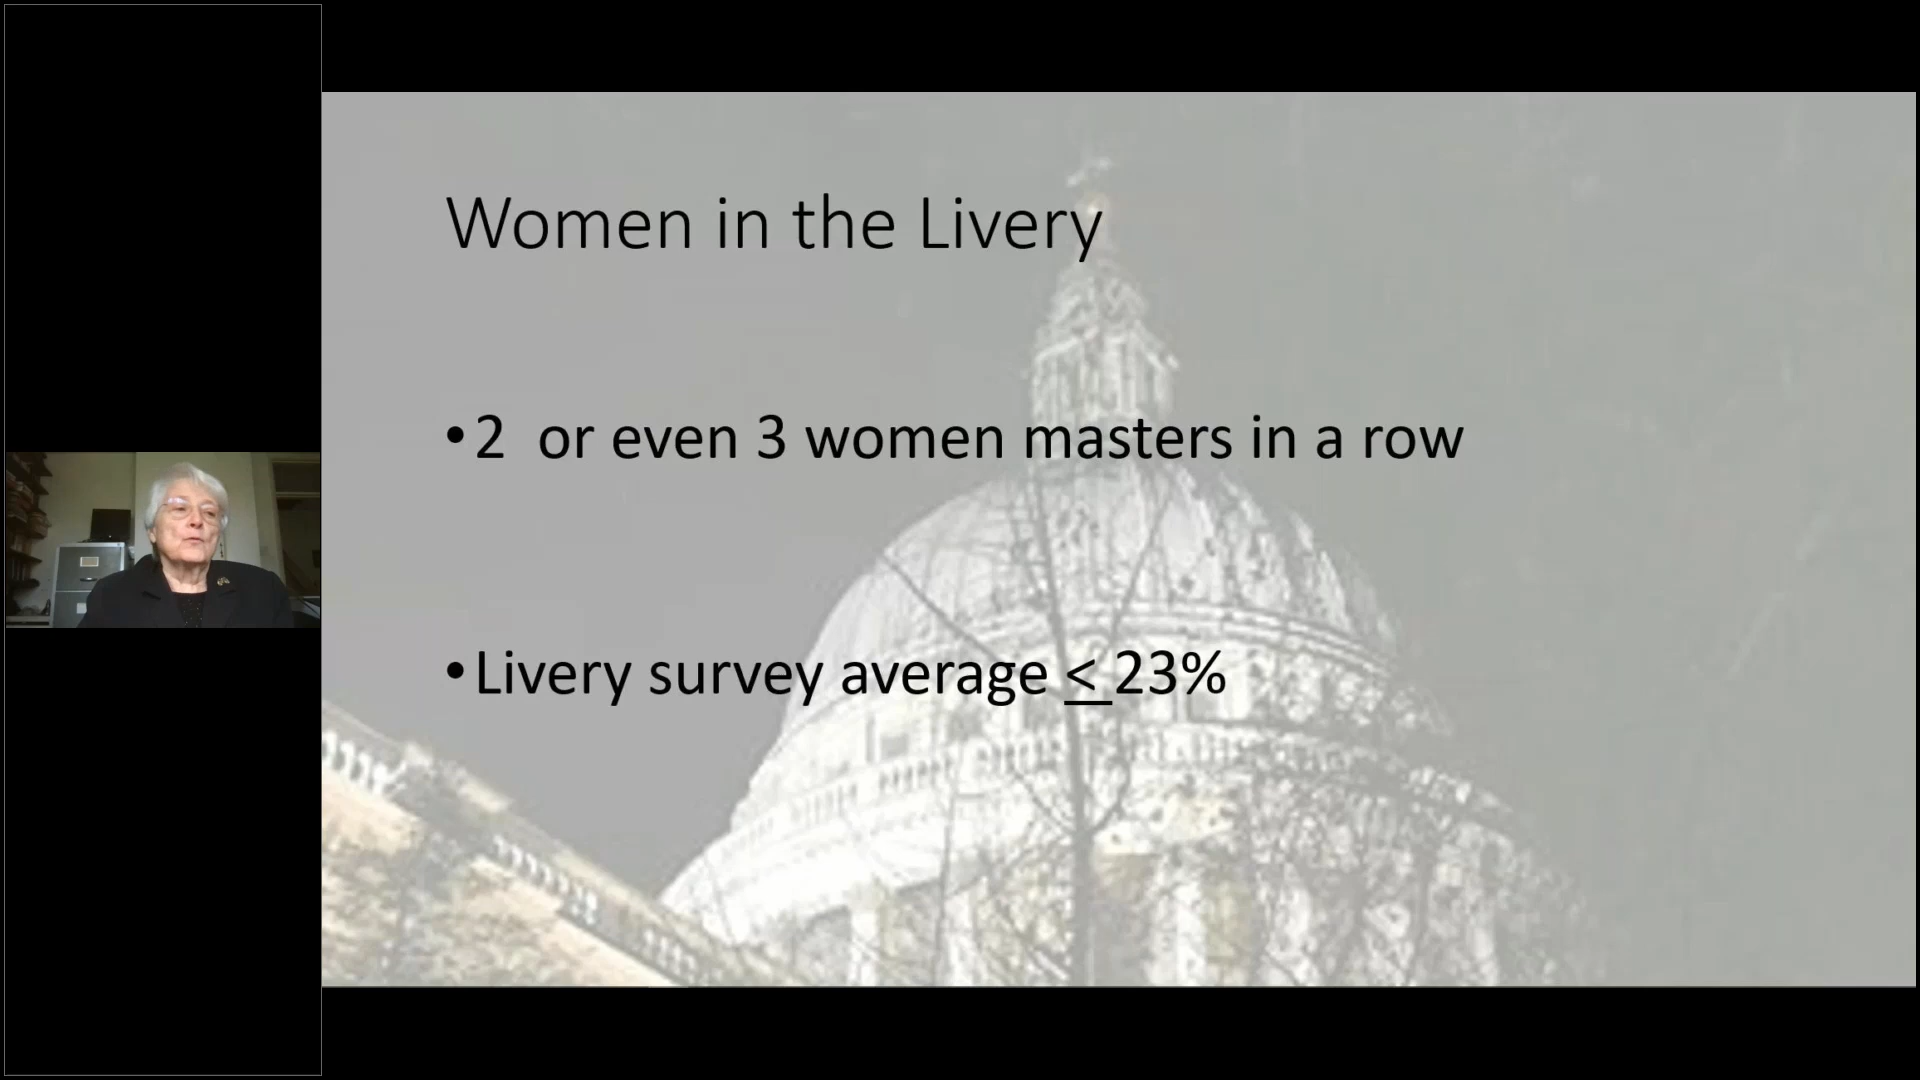 Women in the Livery
•2  or even 3 women masters in a row
•Livery survey average < 23%